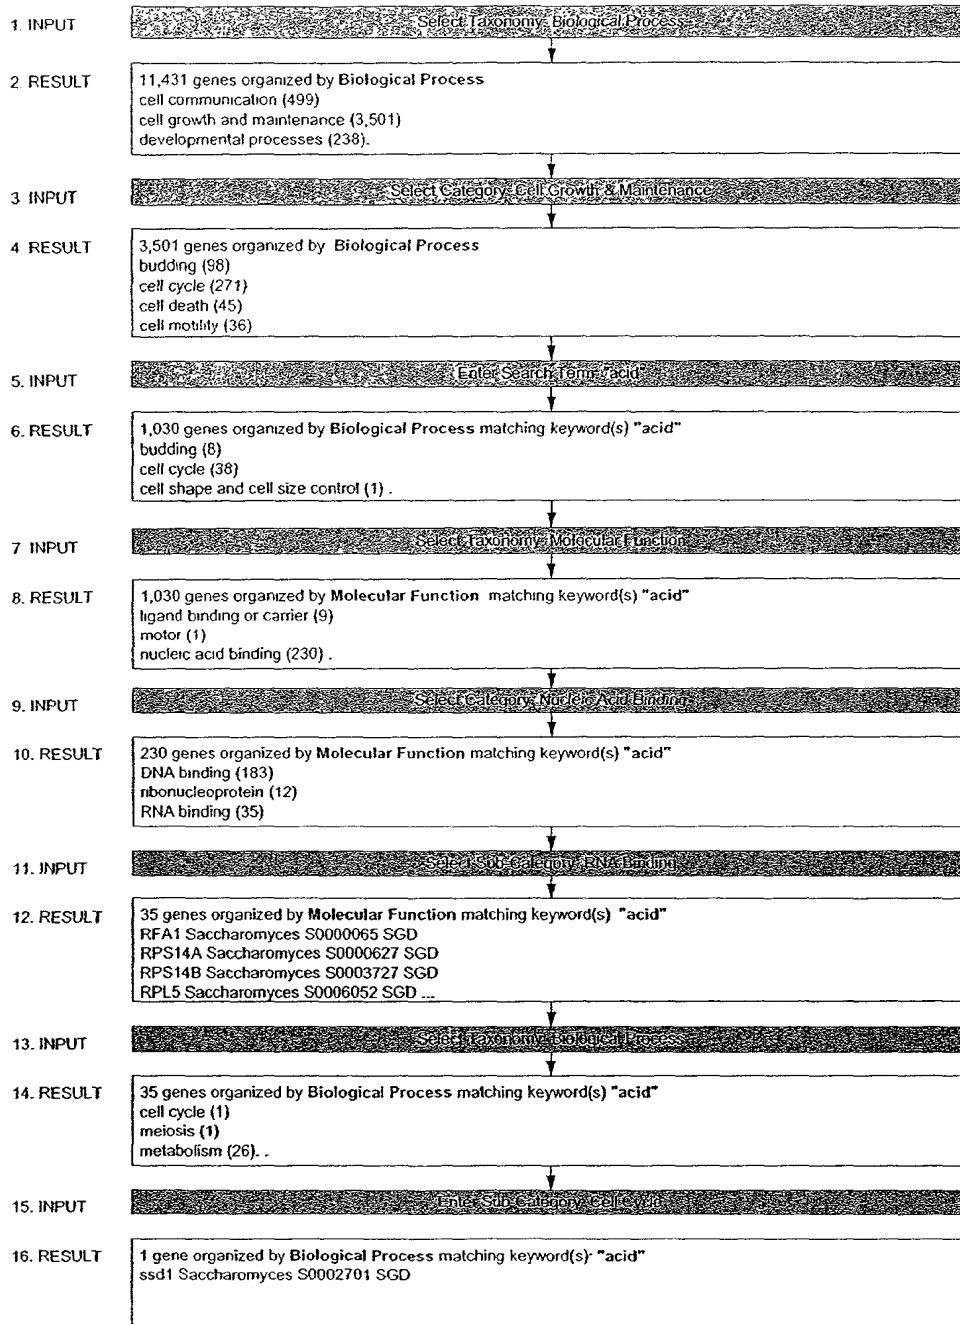 1. INPUT
Select Taxonomy: Biological Process
2. RESULT
11,431 genes organized by Biological Process
cell communication (499)
cell growth and maintenance (3,501)
developmental processes (238).
3 INPUT
Select Category: Cell Growth & Maintenance
4 RESULT
3,501 genes organized by Biological Process
budding (98)
cell cycle (271)
cell death (45)
cell motility (36)
5. INPUT
Enter Search Term: "acid"
6. RESULT
1,030 genes organized by Biological Process matching keyword(s) "acid"
budding (8)
cell cycle (38)
cell shape and cell size control (1) .
7 INPUT
Select Taxonomy: Molecular Function
8. RESULT
1,030 genes organized by Molecular Function matching keyword(s) "acid"
ligand binding or carrier (9)
motor (1)
nucleic acid binding (230) .
9. INPUT
Select Category: Nucleic Acid Binding
10. RESULT
230 genes organized by Molecular Function matching keyword(s) "acid"
DNA binding (183)
ribonucleoprotein (12)
RNA binding (35)
11. INPUT
Select Sub-Category: RNA Binding
12. RESULT
35 genes organized by Molecular Function matching keyword(s) "acid"
RFA1 Saccharomyces S0000065 SGD
RPS14A Saccharomyces S0000627 SGD
RPS14B Saccharomyces S0003727 SGD
RPL5 Saccharomyces S0006052 SGD ...
13. INPUT
Select Taxonomy: Biological Process
14. RESULT
35 genes organized by Biological Process matching keyword(s) "acid"
cell cycle (1)
meiosis (1)
metabolism (26). .
15. INPUT
Enter Sub-Category: Cell Cycle
16. RESULT
1 gene organized by Biological Process matching keyword(s) "acid"
ssd1 Saccharomyces S0002701 SGD